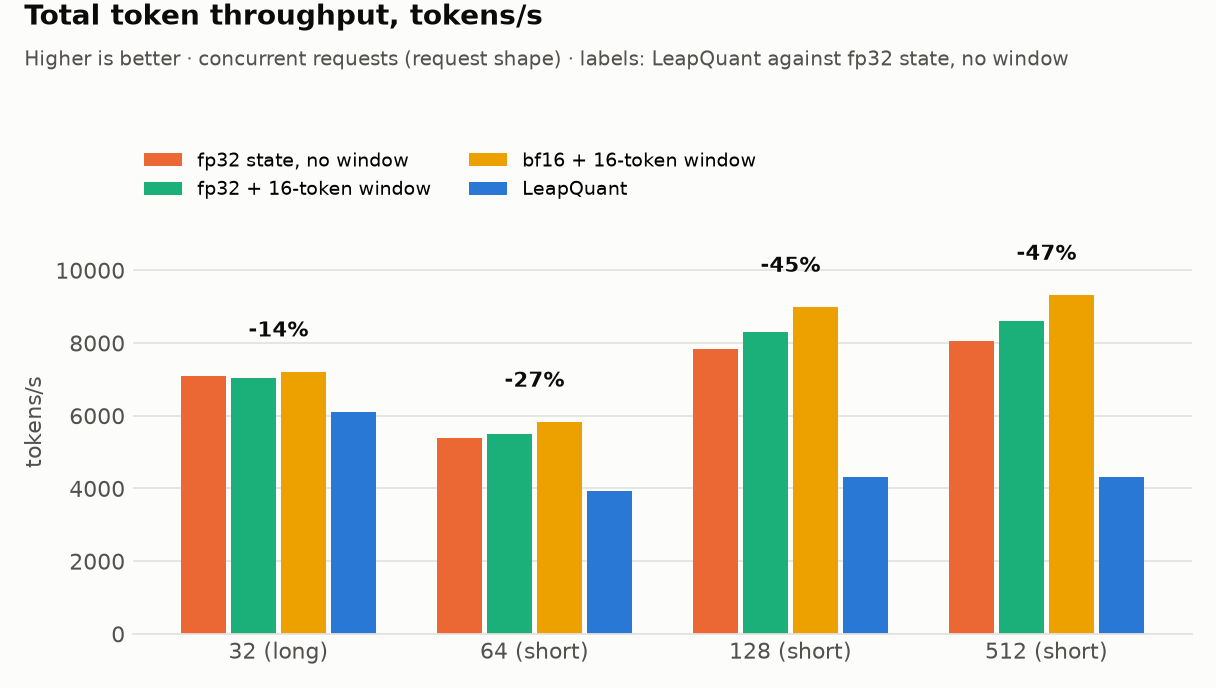 Total token throughput, tokens/s
Higher is better · concurrent requests (request shape) · labels: LeapQuant against fp32 state, no window
fp32 state, no window
bf16 + 16-token window
fp32 + 16-token window
LeapQuant
-47%
-45%
10000
-14%
8000
-27%
6000
tokens/s
4000
2000
0
32 (long)
64 (short)
128 (short)
512 (short)